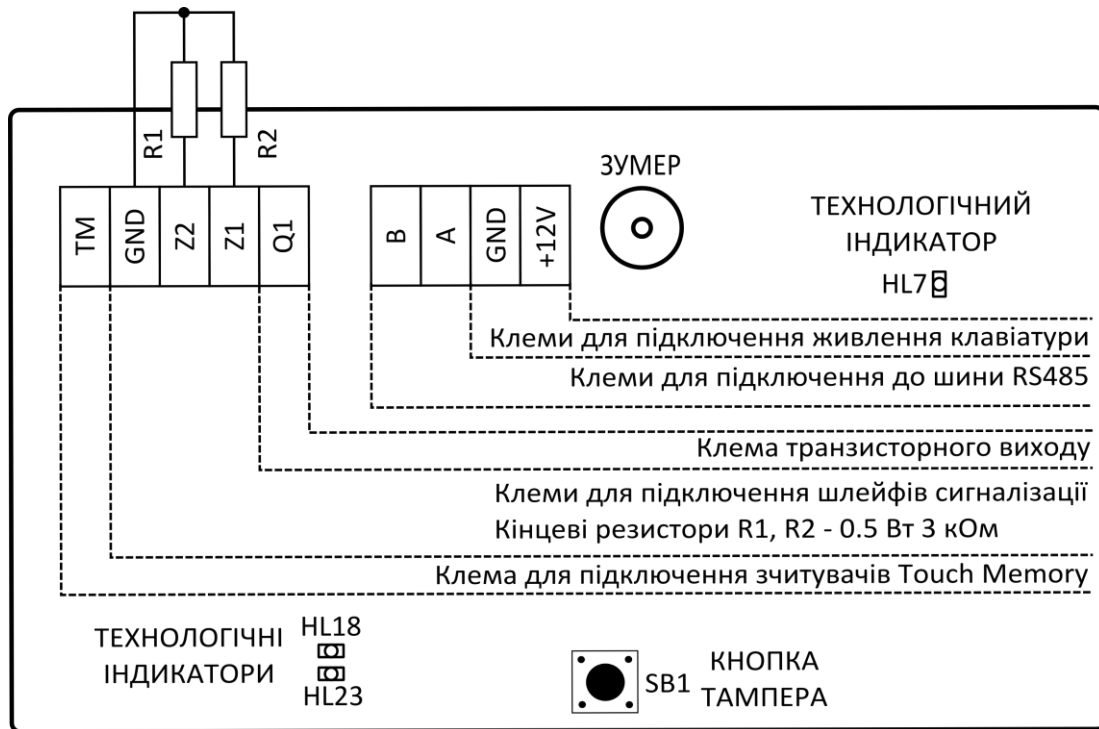 R1
R2
TM
GND
Z2
Z1
Q1
B
A
GND
+12V
ЗУМЕР
ТЕХНОЛОГІЧНИЙ
ІНДИКАТОР
HL7
Клеми для підключення живлення клавіатури
Клеми для підключення до шини RS485
Клема транзисторного виходу
Клеми для підключення шлейфів сигналізації
Кінцеві резистори R1, R2 - 0.5 Вт 3 кОм
Клема для підключення зчитувачів Touch Memory
ТЕХНОЛОГІЧНІ
ІНДИКАТОРИ
HL18
HL23
SB1
КНОПКА
ТАМПЕРА